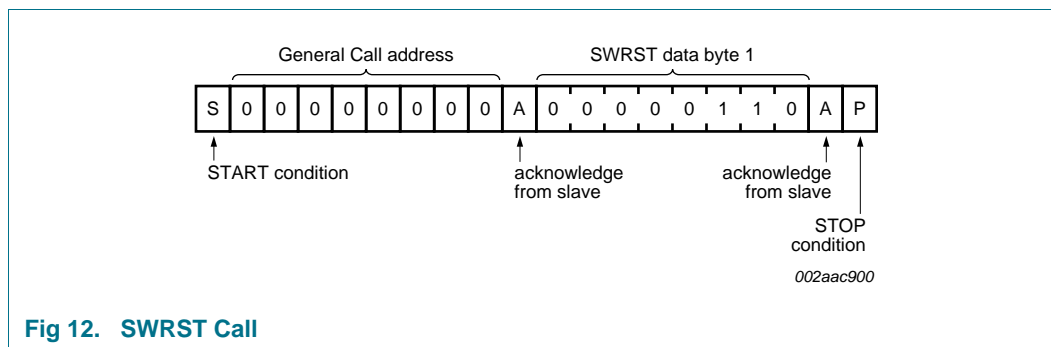 General Call address
SWRST data byte 1
S 0 0 0 0 0 0 0 0 A 0 0 0 0 0 1 1 0 A P
START condition
acknowledge
from slave
acknowledge
from slave
STOP
condition
002aac900
Fig 12. SWRST Call